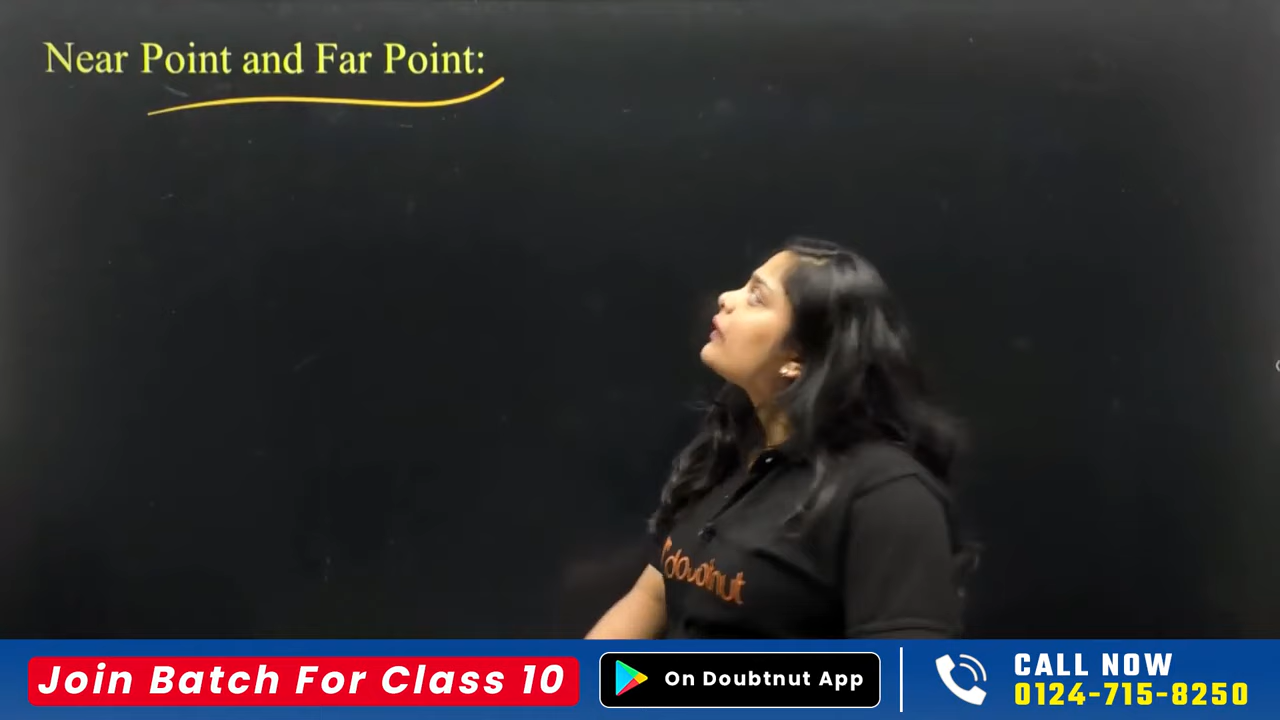 Near Point and Far Point:
doubtnut
Join Batch For Class 10
On Doubtnut App
CALL NOW
0124-715-8250